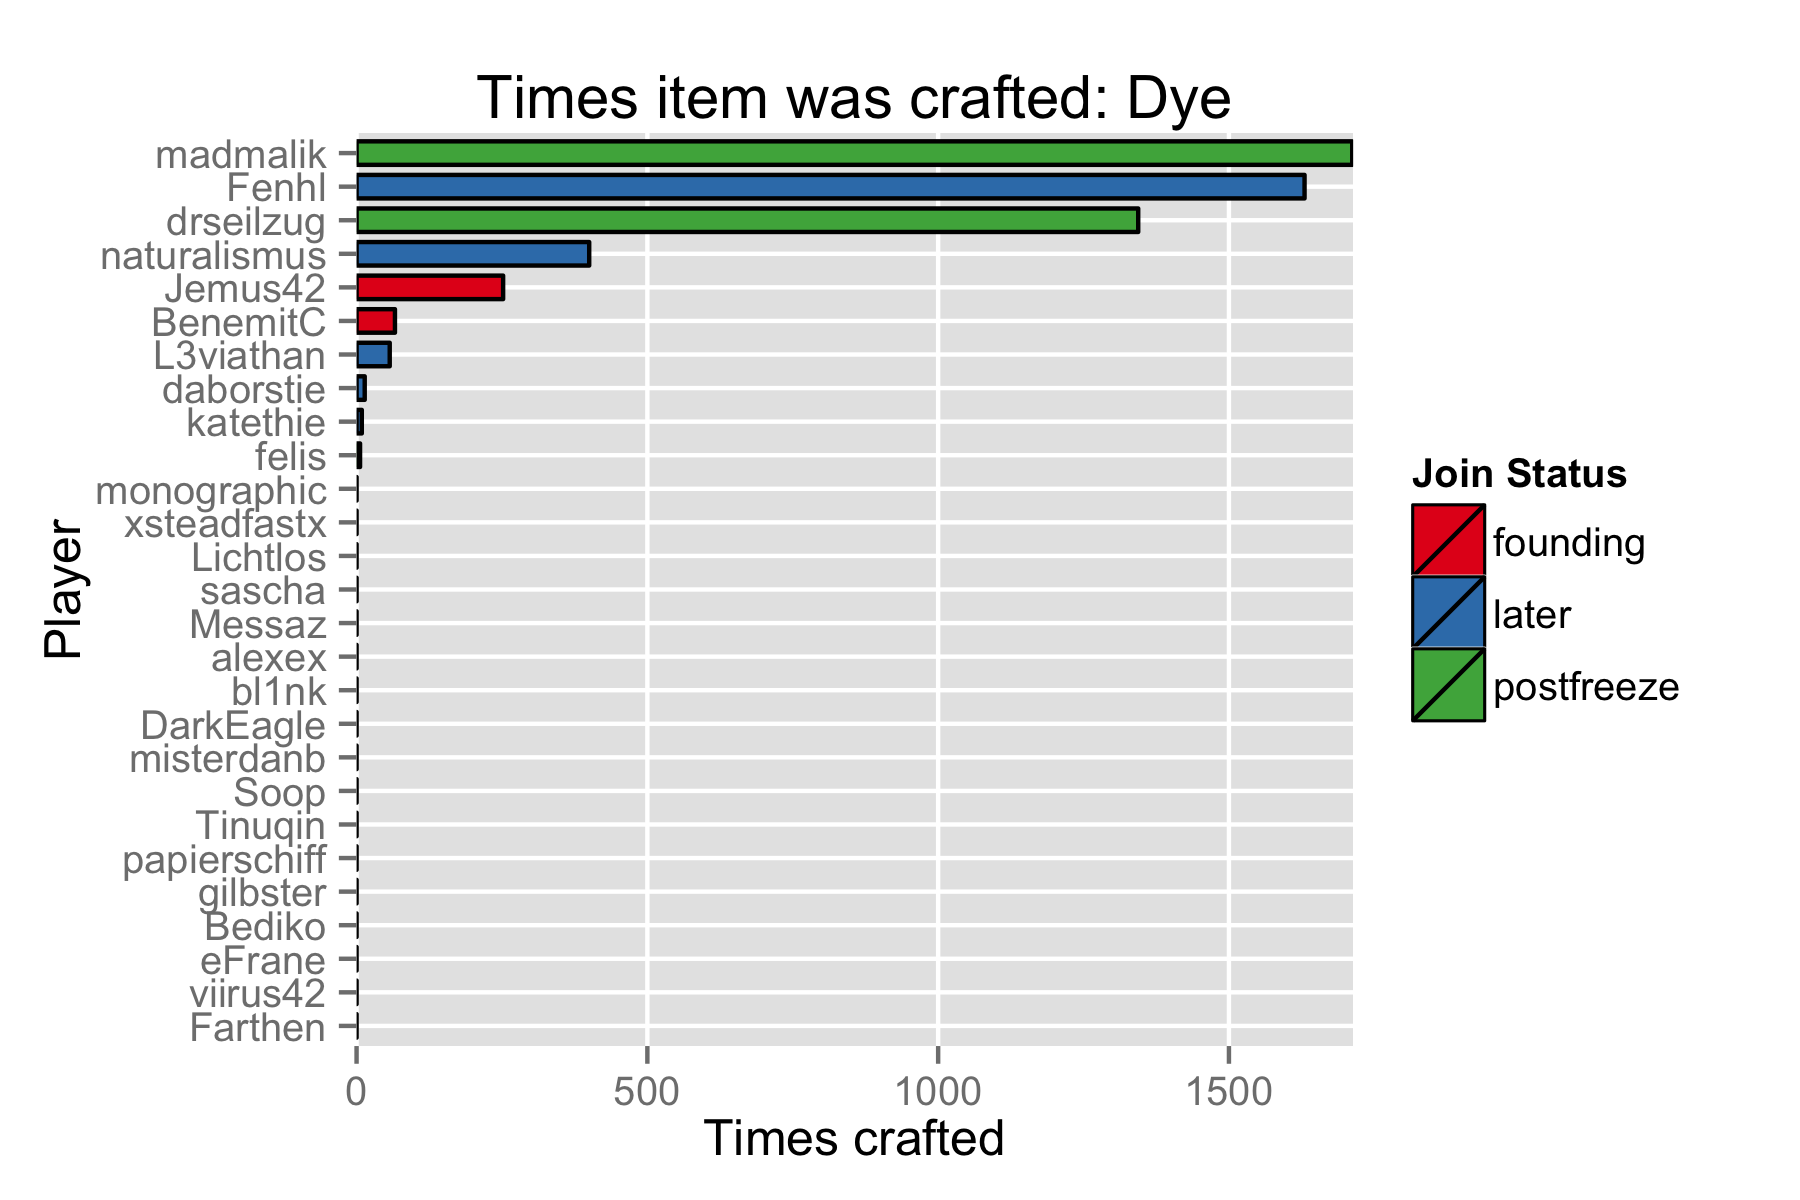 Times item was crafted: Dye
madmalik
Fenhl
drseilzug
naturalismus
Jemus42
BenemitC
L3viathan
daborstie
katethie
felis
monographic
xsteadfastx
Lichtlos
sascha
Messaz
alexex
bl1nk
DarkEagle
misterdanb
Soop
Tinuqin
papierschiff
gilbster
Bediko
eFrane
viirus42
Farthen
Player
0 500 1000 1500
Times crafted
Join Status
founding
later
postfreeze